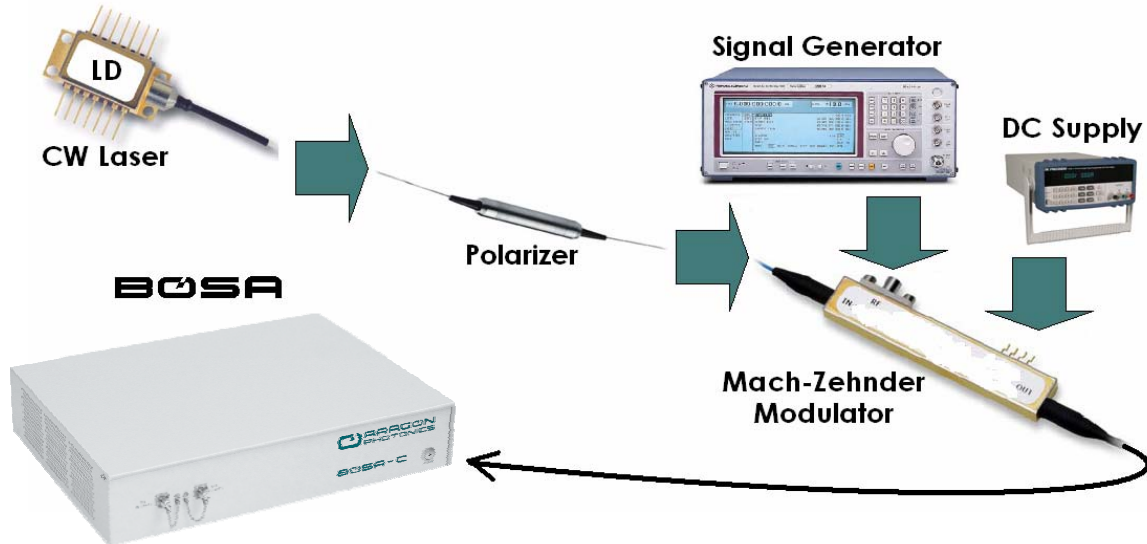 LD
CW Laser
Polarizer
Signal Generator
DC Supply
IN
RF
OUT
Mach-Zehnder
Modulator
BOSA
ARAGON
PHOTONICS
BOSA-C